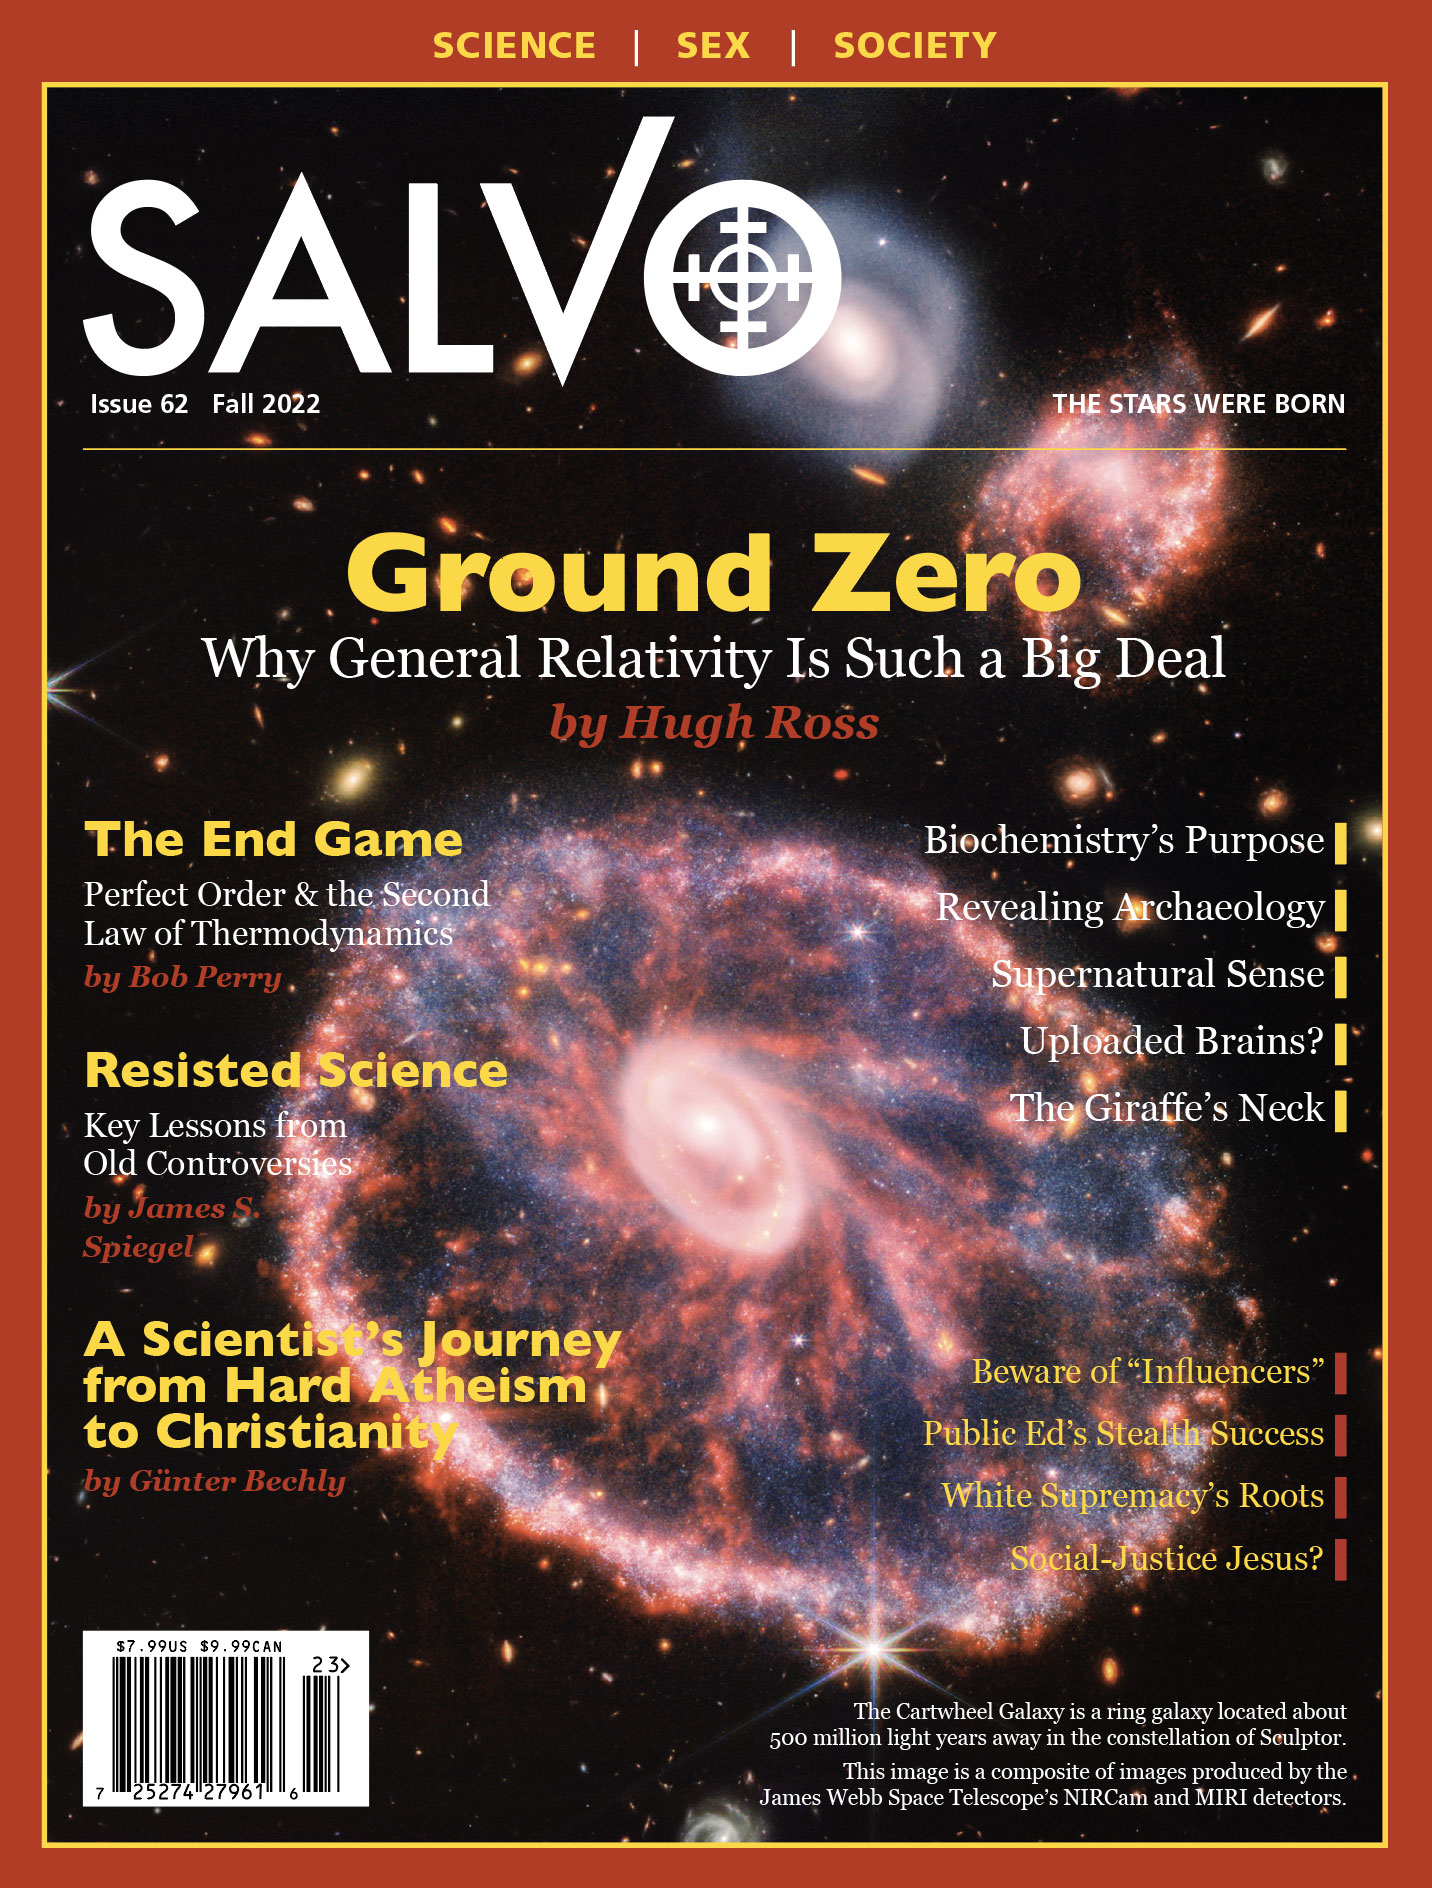 SCIENCE | SEX | SOCIETY
SALVO
Issue 62 Fall 2022
THE STARS WERE BORN
Ground Zero
Why General Relativity Is Such a Big Deal
by Hugh Ross
The End Game
Perfect Order & the Second
Law of Thermodynamics
by Bob Perry
Resisted Science
Key Lessons from
Old Controversies
by James S.
Spiegel
A Scientist's Journey
from Hard Atheism
to Christianity
by Günter Bechly
Biochemistry's Purpose
Revealing Archaeology
Supernatural Sense
Uploaded Brains?
The Giraffe's Neck
Beware of “Influencers”
Public Ed's Stealth Success
White Supremacy's Roots
Social-Justice Jesus?
$7.99US $9.99CAN
23>
7 25274 27961 6
The Cartwheel Galaxy is a ring galaxy located about
500 million light years away in the constellation of Sculptor.
This image is a composite of images produced by the
James Webb Space Telescope's NIRCam and MIRI detectors.